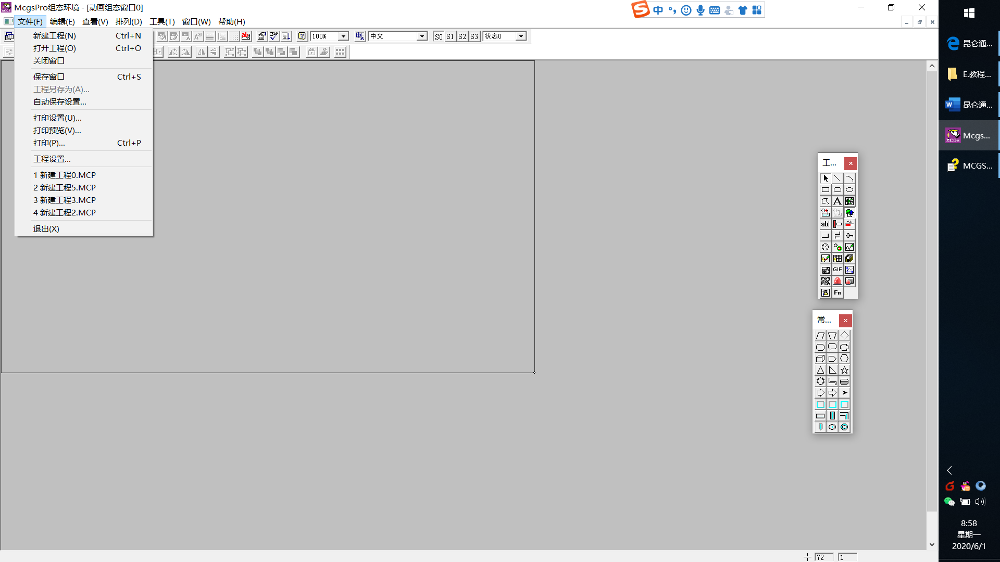 McgsPro组态环境 - [动画组态窗口0]
中
文件(F) 编辑(E) 查看(V) 排列(D) 工具(T) 窗口(W) 帮助(H)
新建工程(N) Ctrl+N
打开工程(O) Ctrl+O
关闭窗口
保存窗口 Ctrl+S
工程另存为(A)...
自动保存设置...
打印设置(U)...
打印预览(V)...
打印(P)... Ctrl+P
工程设置...
1 新建工程0.MCP
2 新建工程5.MCP
3 新建工程3.MCP
4 新建工程2.MCP
退出(X)
100%
中文
S0 S1 S2 S3
状态0
工...
A
ab|
GIF
Fn
常...
昆仑通...
E.教程...
昆仑通...
Mcgs...
MCGS...
8:58
星期一
2020/6/1
72
1